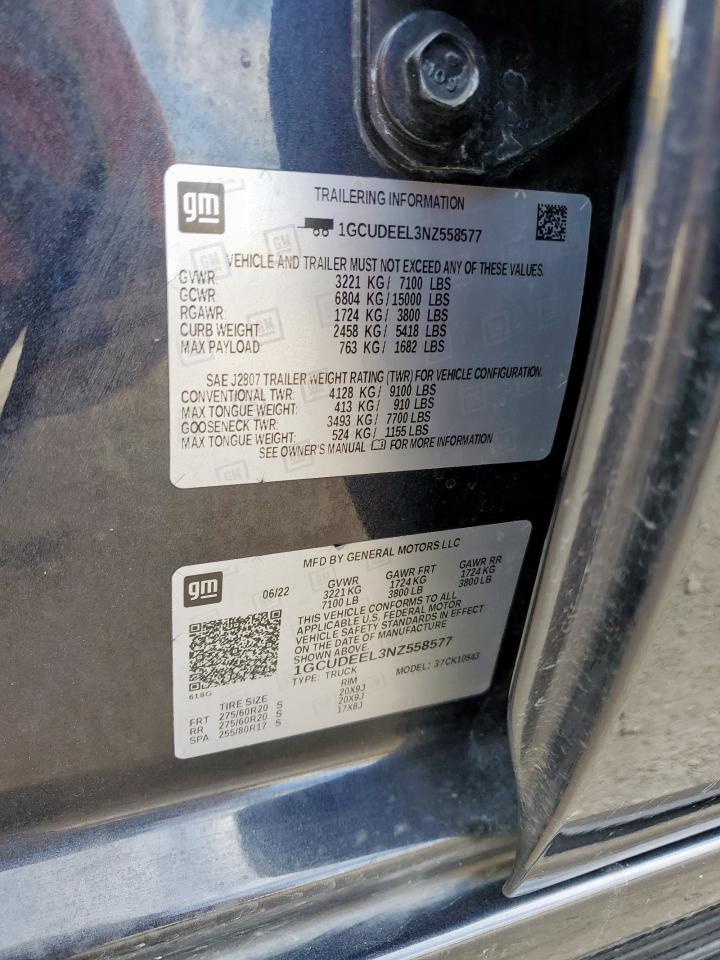 10.9
gm
TRAILERING INFORMATION
1GCUDEEL3NZ558577
VEHICLE AND TRAILER MUST NOT EXCEED ANY OF THESE VALUES.
GVWR: 3221 KG / 7100 LBS
GCWR: 6804 KG / 15000 LBS
RGAWR: 1724 KG / 3800 LBS
CURB WEIGHT: 2458 KG / 5418 LBS
MAX PAYLOAD: 763 KG / 1682 LBS
SAE J2807 TRAILER WEIGHT RATING (TWR) FOR VEHICLE CONFIGURATION.
CONVENTIONAL TWR: 4128 KG / 9100 LBS
MAX TONGUE WEIGHT: 413 KG / 910 LBS
GOOSENECK TWR: 3493 KG / 7700 LBS
MAX TONGUE WEIGHT: 524 KG / 1155 LBS
SEE OWNER'S MANUAL FOR MORE INFORMATION
gm
MFD BY GENERAL MOTORS LLC
06/22 GVWR GAWR FRT GAWR RR
3221 KG 1724 KG 1724 KG
7100 LB 3800 LB 3800 LB
THIS VEHICLE CONFORMS TO ALL
APPLICABLE U.S. FEDERAL MOTOR
VEHICLE SAFETY STANDARDS IN EFFECT
ON THE DATE OF MANUFACTURE
SHOWN ABOVE.
1GCUDEEL3NZ558577
TYPE: TRUCK MODEL: 37CK10543
618G
TIRE SIZE RIM
FRT 275/60R20 S 20X9J
RR 275/60R20 S 20X9J
SPA 255/80R17 S 17X8J